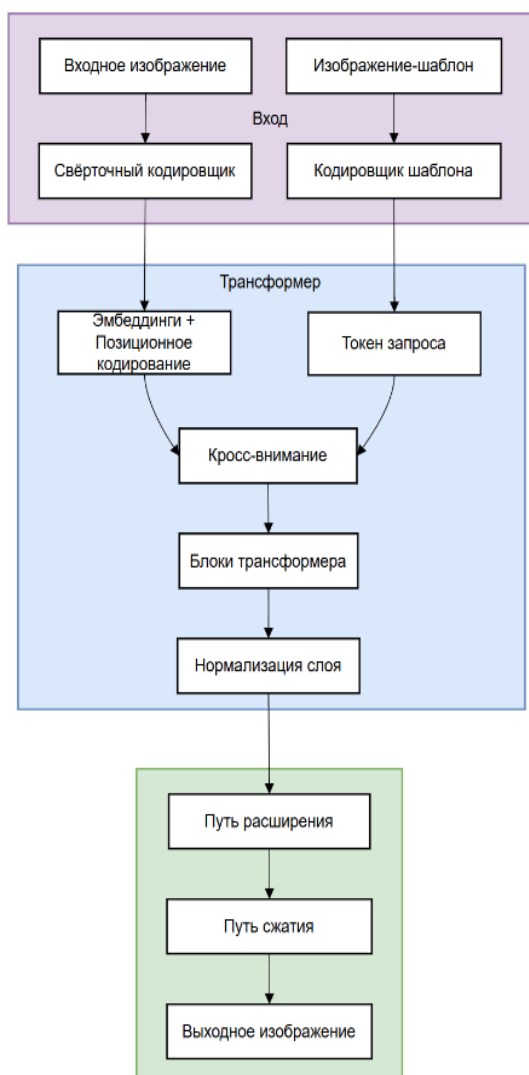 Входное изображение
Изображение-шаблон
Вход
Свёрточный кодировщик
Кодировщик шаблона
Трансформер
Эмбеддинги +
Позиционное
кодирование
Токен запроса
Кросс-внимание
Блоки трансформера
Нормализация слоя
Путь расширения
Путь сжатия
Выходное изображение